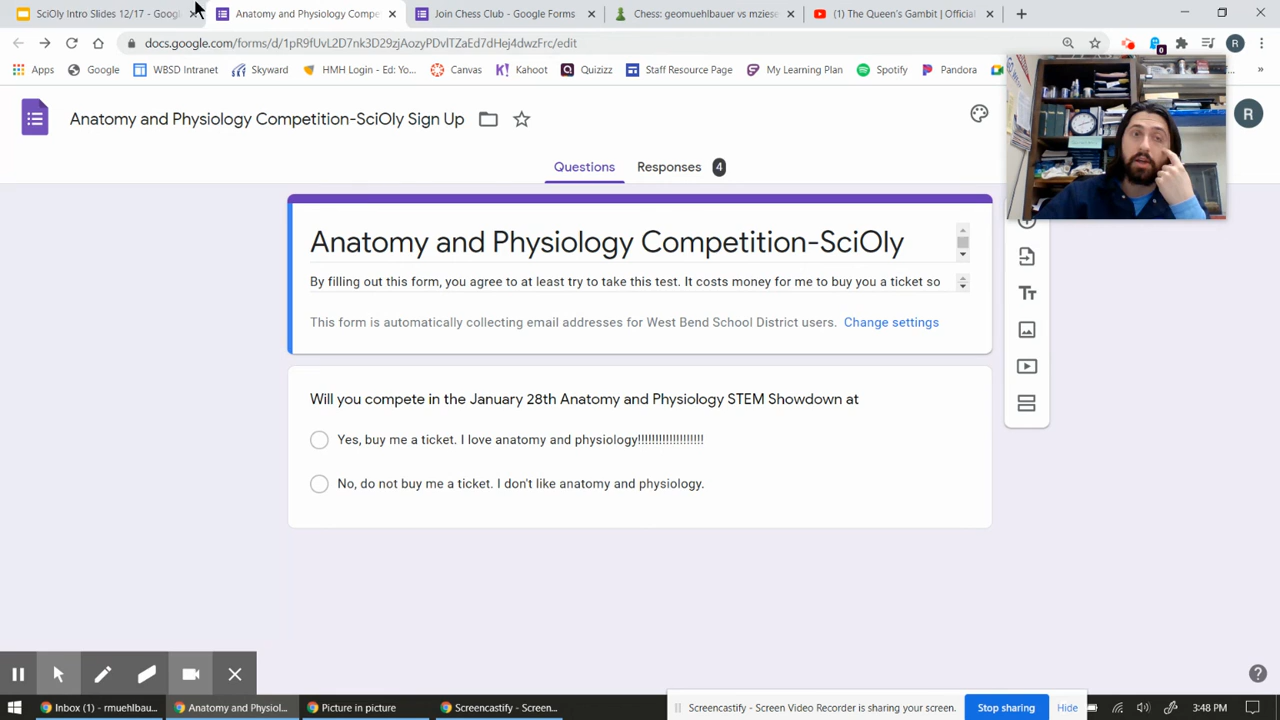 SciOly Intro Slides 12/17 - Goog
Anatomy and Physiology Compe
Join Chess Club - Google Forms
Chess: geomuehlbauer vs mziese
(1) The Queen's Gambit | Official
docs.google.com/forms/d/1pR9fUvL2D7nk3D29zjAozyPDvITZaEd7dHej4dwzFrc/edit
0
R
Apps
Google
WBSD Intranet
Skyward
HMH Login - Ed: You...
Canvas
Kahoot
Quizizz
Staff Resource Page
My Learning Plan
Spotify
Pandora
Anatomy and Physiology Competition-SciOly Sign Up
R
Questions
Responses 4
Anatomy and Physiology Competition-SciOly
By filling out this form, you agree to at least try to take this test. It costs money for me to buy you a ticket so
This form is automatically collecting email addresses for West Bend School District users. Change settings
Will you compete in the January 28th Anatomy and Physiology STEM Showdown at
Yes, buy me a ticket. I love anatomy and physiology!!!!!!!!!!!!!!!!!!!
No, do not buy me a ticket. I don't like anatomy and physiology.
Inbox (1) - rmuehlbau...
Anatomy and Physiol...
Picture in picture
Screencastify - Screen...
Screencastify - Screen Video Recorder is sharing your screen.
Stop sharing
Hide
3:48 PM